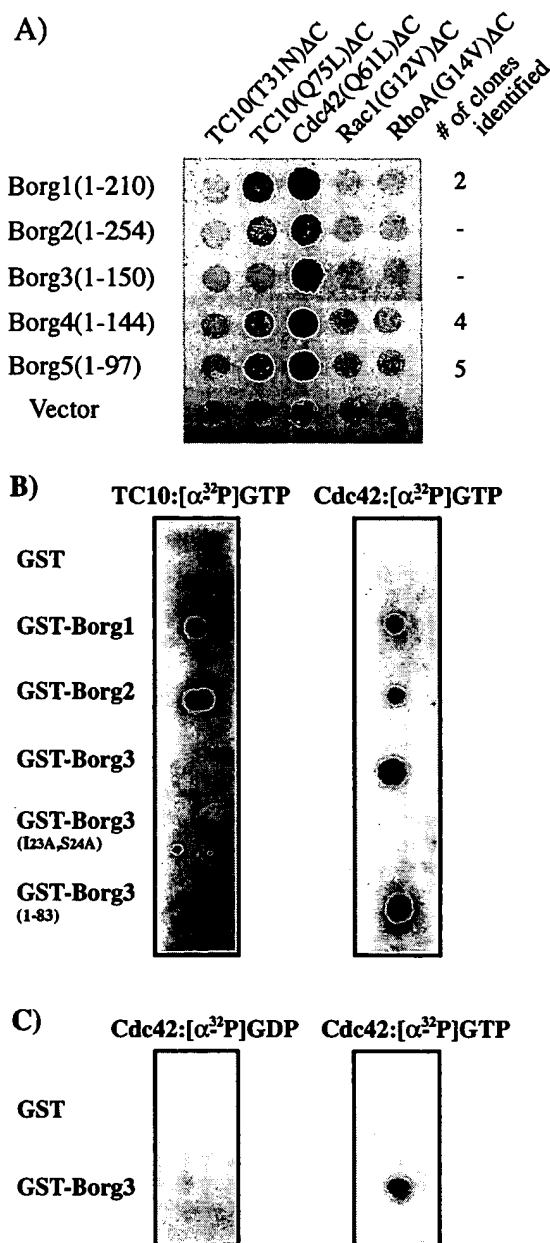 A)
TC10(T31N)ΔC
TC10(Q75L)ΔC
Cdc42(Q61L)ΔC
Rac1(G12V)ΔC
RhoA(G14V)ΔC
# of clones
identified
Borg1(1-210) 2
Borg2(1-254) -
Borg3(1-150) -
Borg4(1-144) 4
Borg5(1-97) 5
Vector
B)
TC10:[α32P]GTP Cdc42:[α32P]GTP
GST
GST-Borg1
GST-Borg2
GST-Borg3
GST-Borg3
(I23A,S24A)
GST-Borg3
(1-83)
C)
Cdc42:[α32P]GDP Cdc42:[α32P]GTP
GST
GST-Borg3